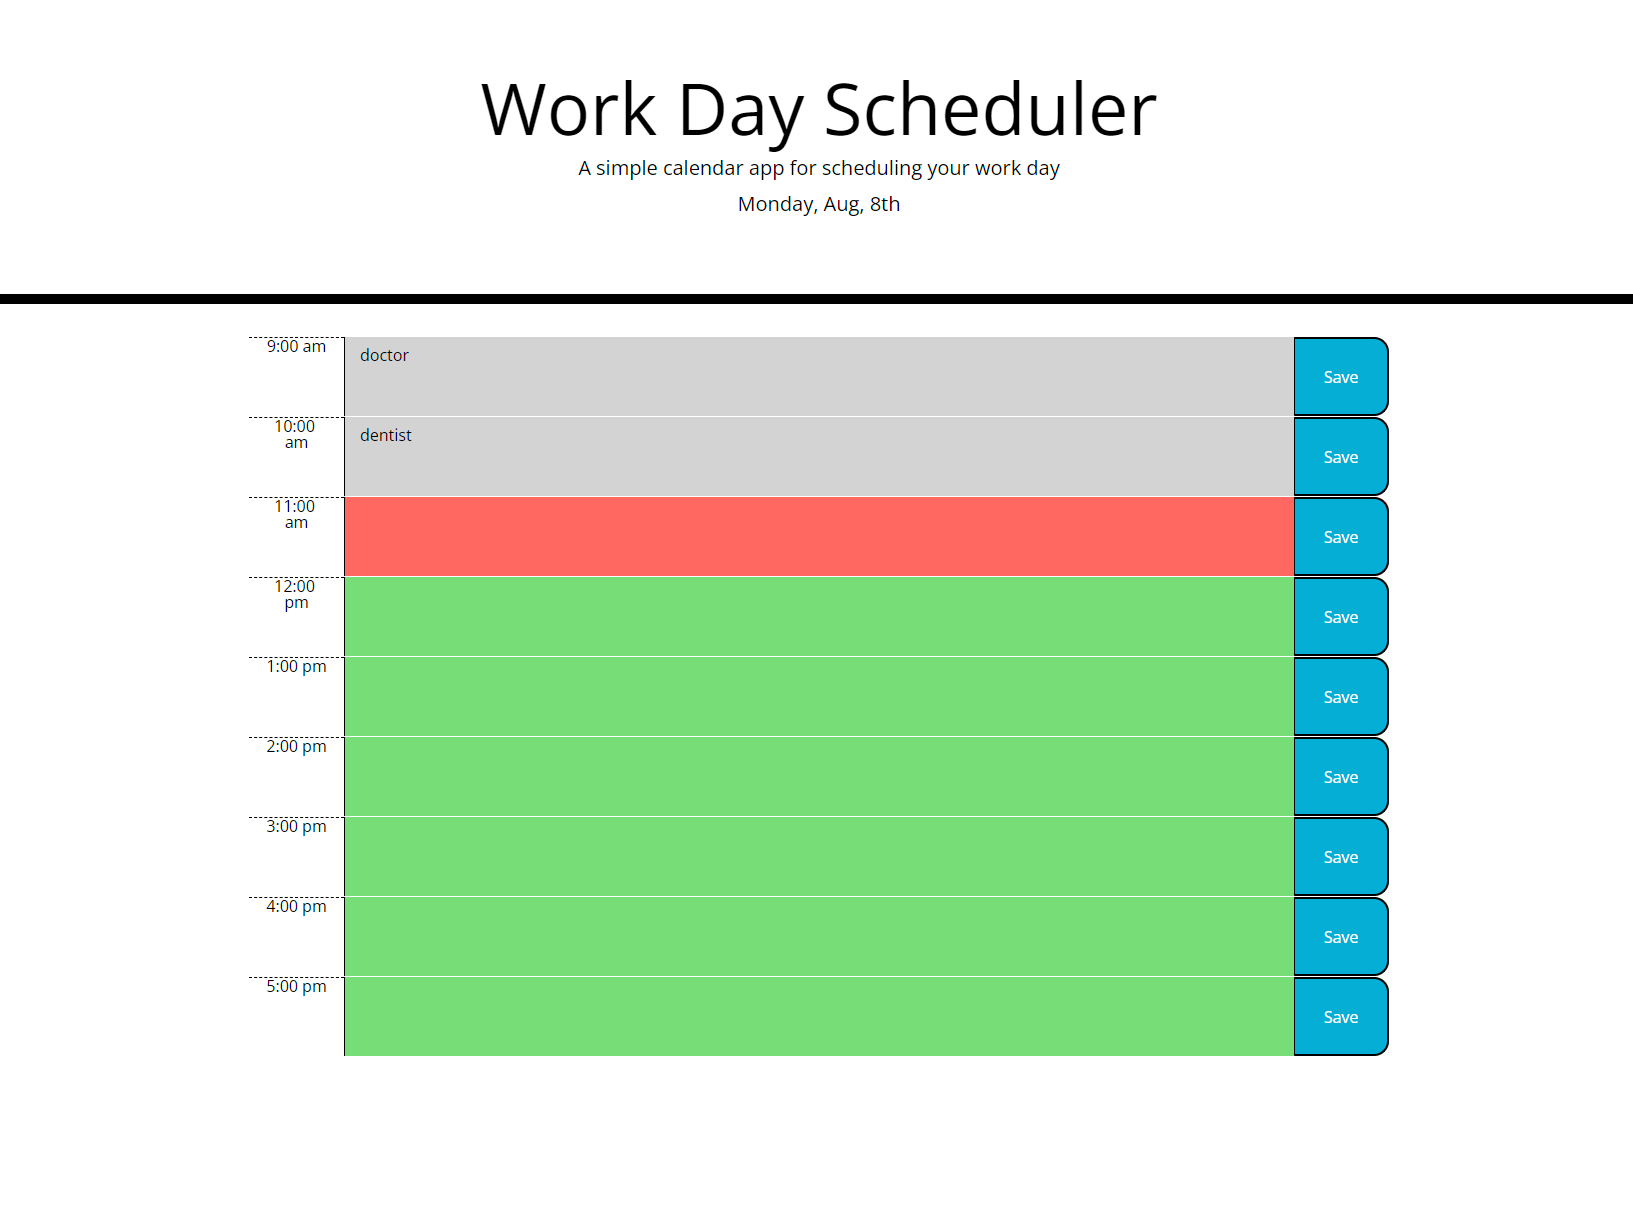 Work Day Scheduler
A simple calendar app for scheduling your work day
Monday, Aug, 8th
9:00 am
doctor
Save
10:00
am
dentist
Save
11:00
am
Save
12:00
pm
Save
1:00 pm
Save
2:00 pm
Save
3:00 pm
Save
4:00 pm
Save
5:00 pm
Save